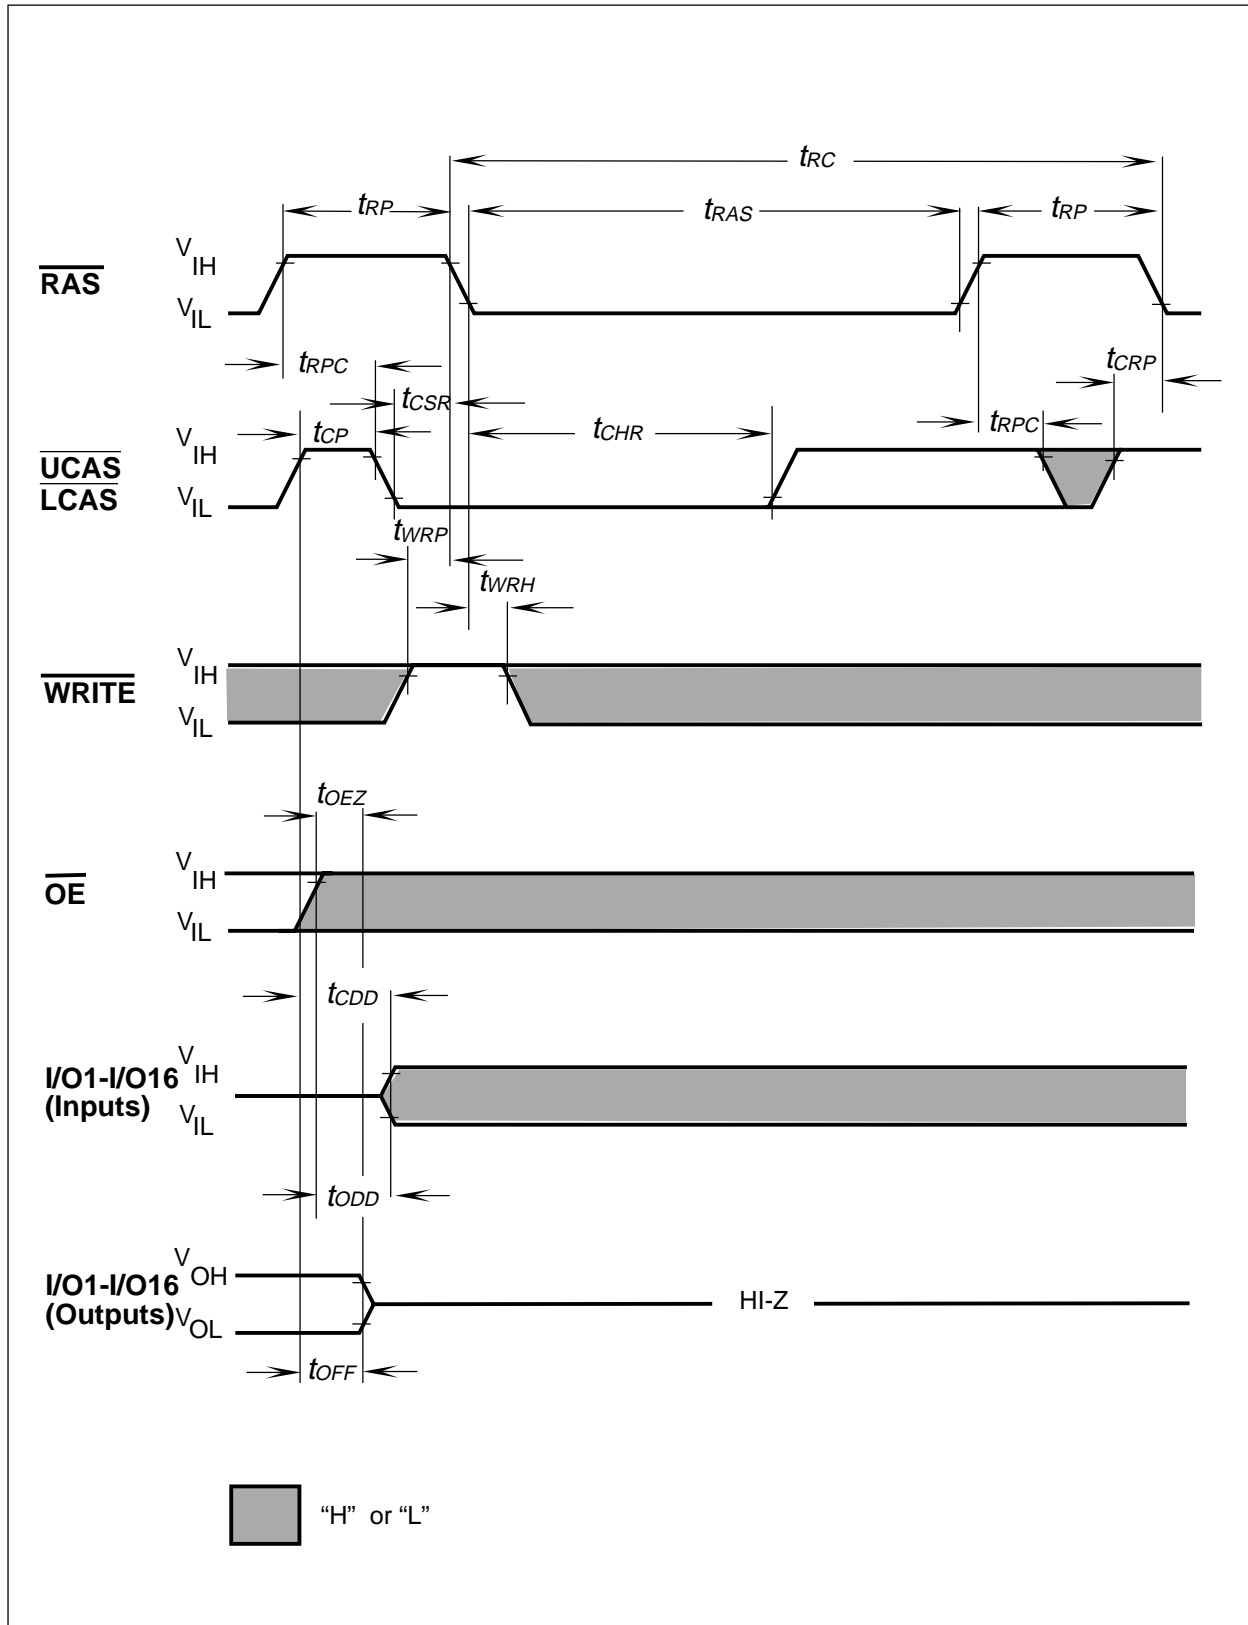 tRC
tRP tRAS tRP
RAS VIH
VIL
tRPC tCRP
tCSR
tCP tCHR tRPC
UCAS VIH
LCAS VIL
tWRP
tWRH
WRITE VIH
VIL
tOEZ
OE VIH
VIL
tCDD
I/O1-I/O16 VIH
(Inputs) VIL
tODD
I/O1-I/O16 VOH
(Outputs) VOL
HI-Z
tOFF
“H” or “L”